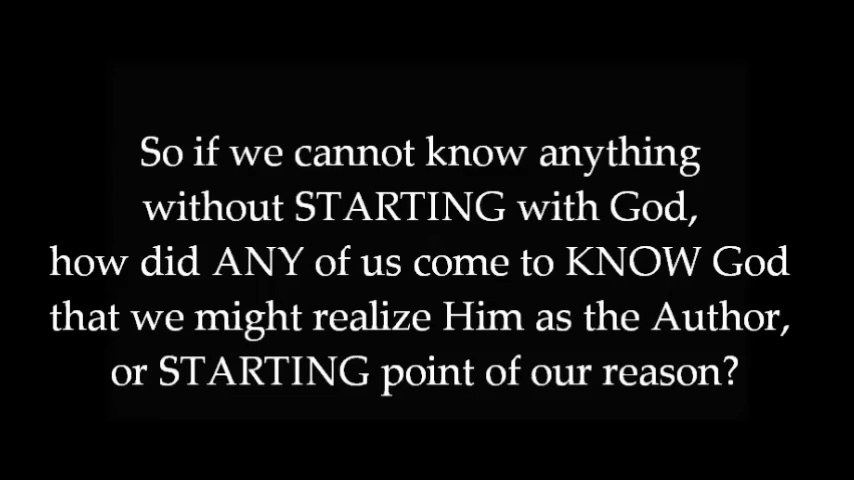 So if we cannot know anything
without STARTING with God,
how did ANY of us come to KNOW God
that we might realize Him as the Author,
or STARTING point of our reason?